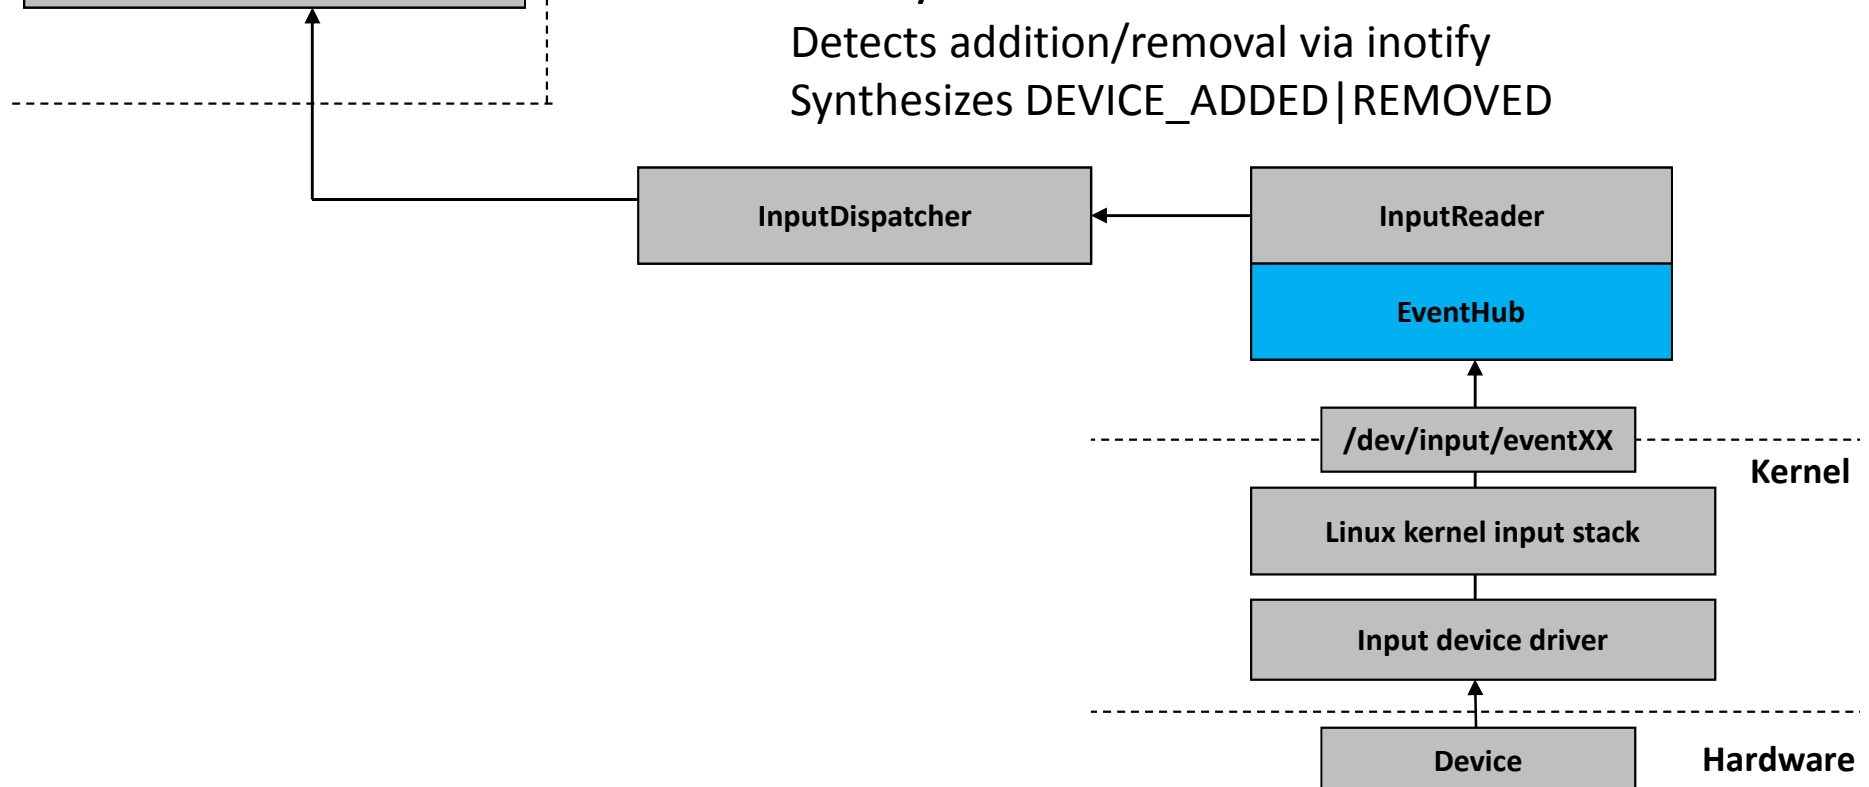 Detects addition/removal via inotify
Synthesizes DEVICE_ADDED|REMOVED
InputDispatcher
InputReader
EventHub
/dev/input/eventXX
Kernel
Linux kernel input stack
Input device driver
Device
Hardware